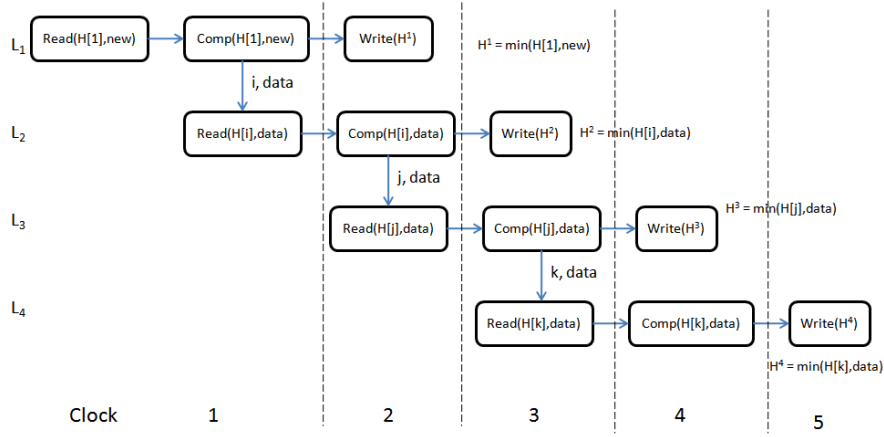 L₁ Read(H[1],new) Comp(H[1],new) Write(H¹) H¹ = min(H[1],new)
i, data
L₂ Read(H[i],data) Comp(H[i],data) Write(H²) H² = min(H[i],data)
j, data
L₃ Read(H[j],data) Comp(H[j],data) Write(H³) H³ = min(H[j],data)
k, data
L₄ Read(H[k],data) Comp(H[k],data) Write(H⁴)
H⁴ = min(H[k],data)
Clock 1 2 3 4 5